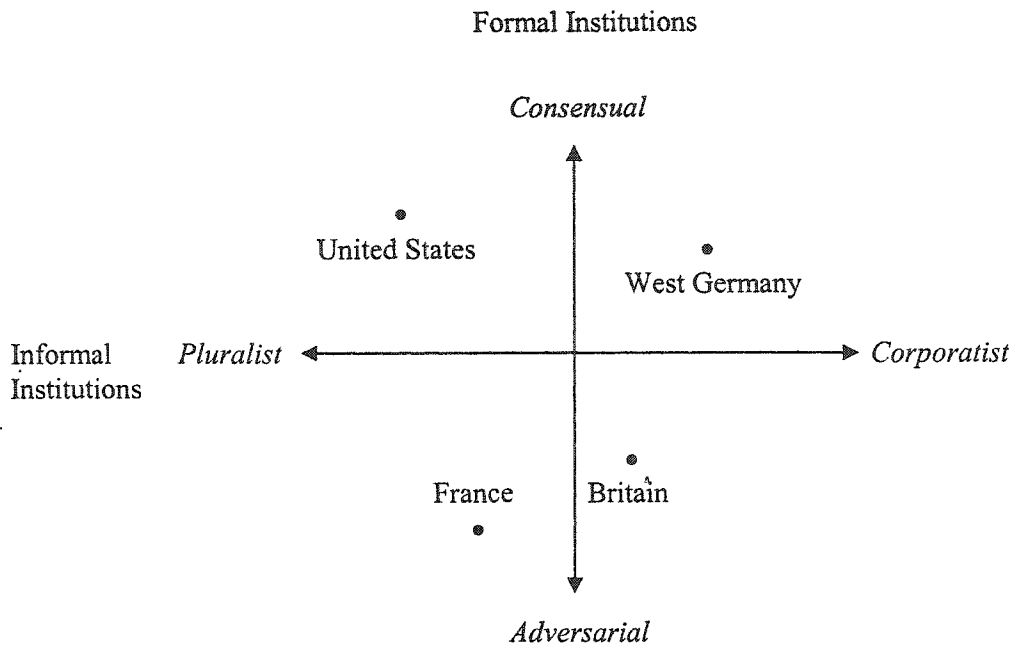 Formal Institutions
Consensual
United States
West Germany
Informal
Institutions
Pluralist
Corporatist
France
Britain
Adversarial